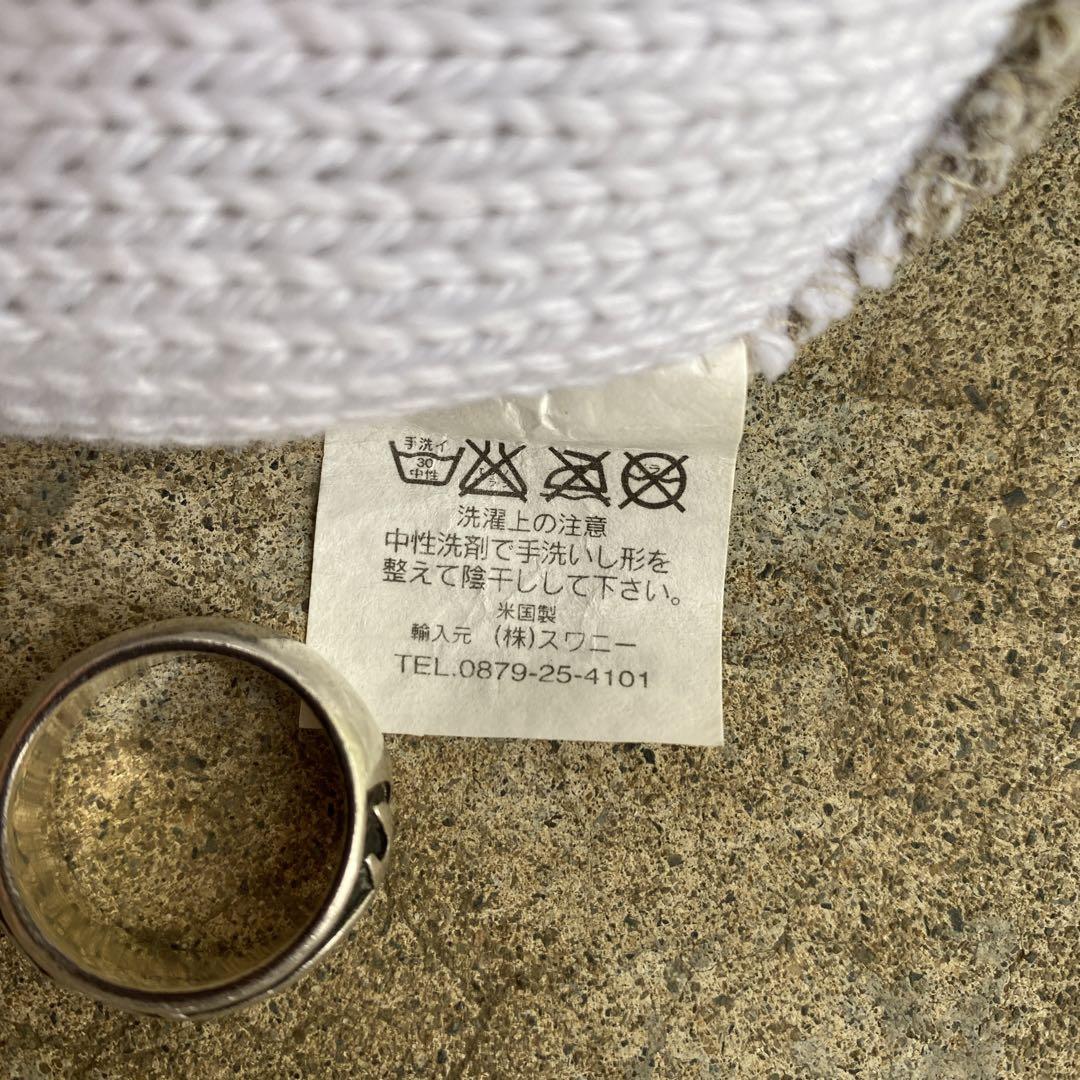 手洗イ
30
中性
洗濯上の注意
中性洗剤で手洗いし形を
整えて陰干しして下さい。
米国製
輸入元 (株)スワニー
TEL.0879-25-4101